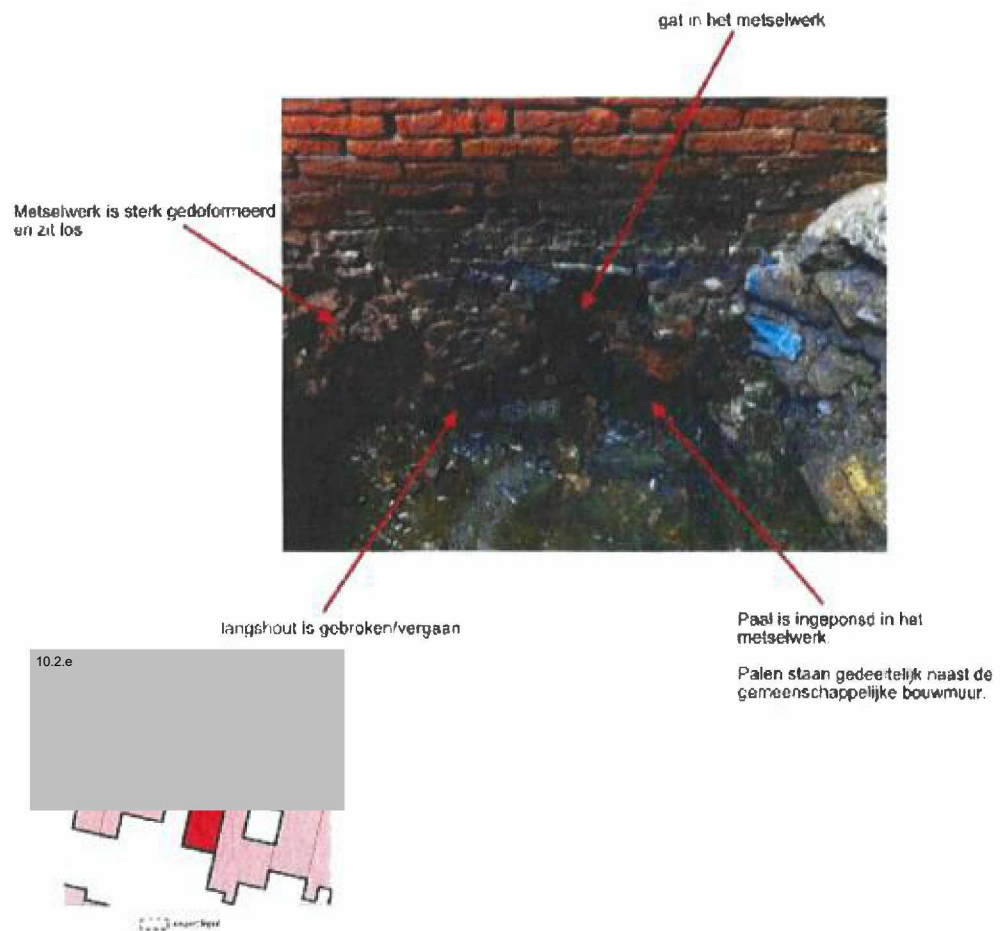 gat in het metselwerk
Metselwerk is sterk gedoformeerd
en zit los
langshout is gebroken/vergaan
Paal is ingeponsd in het
metselwerk.
Palen staan gedeeltelijk naast de
gemeenschappelijke bouwmuur.
10.2.e